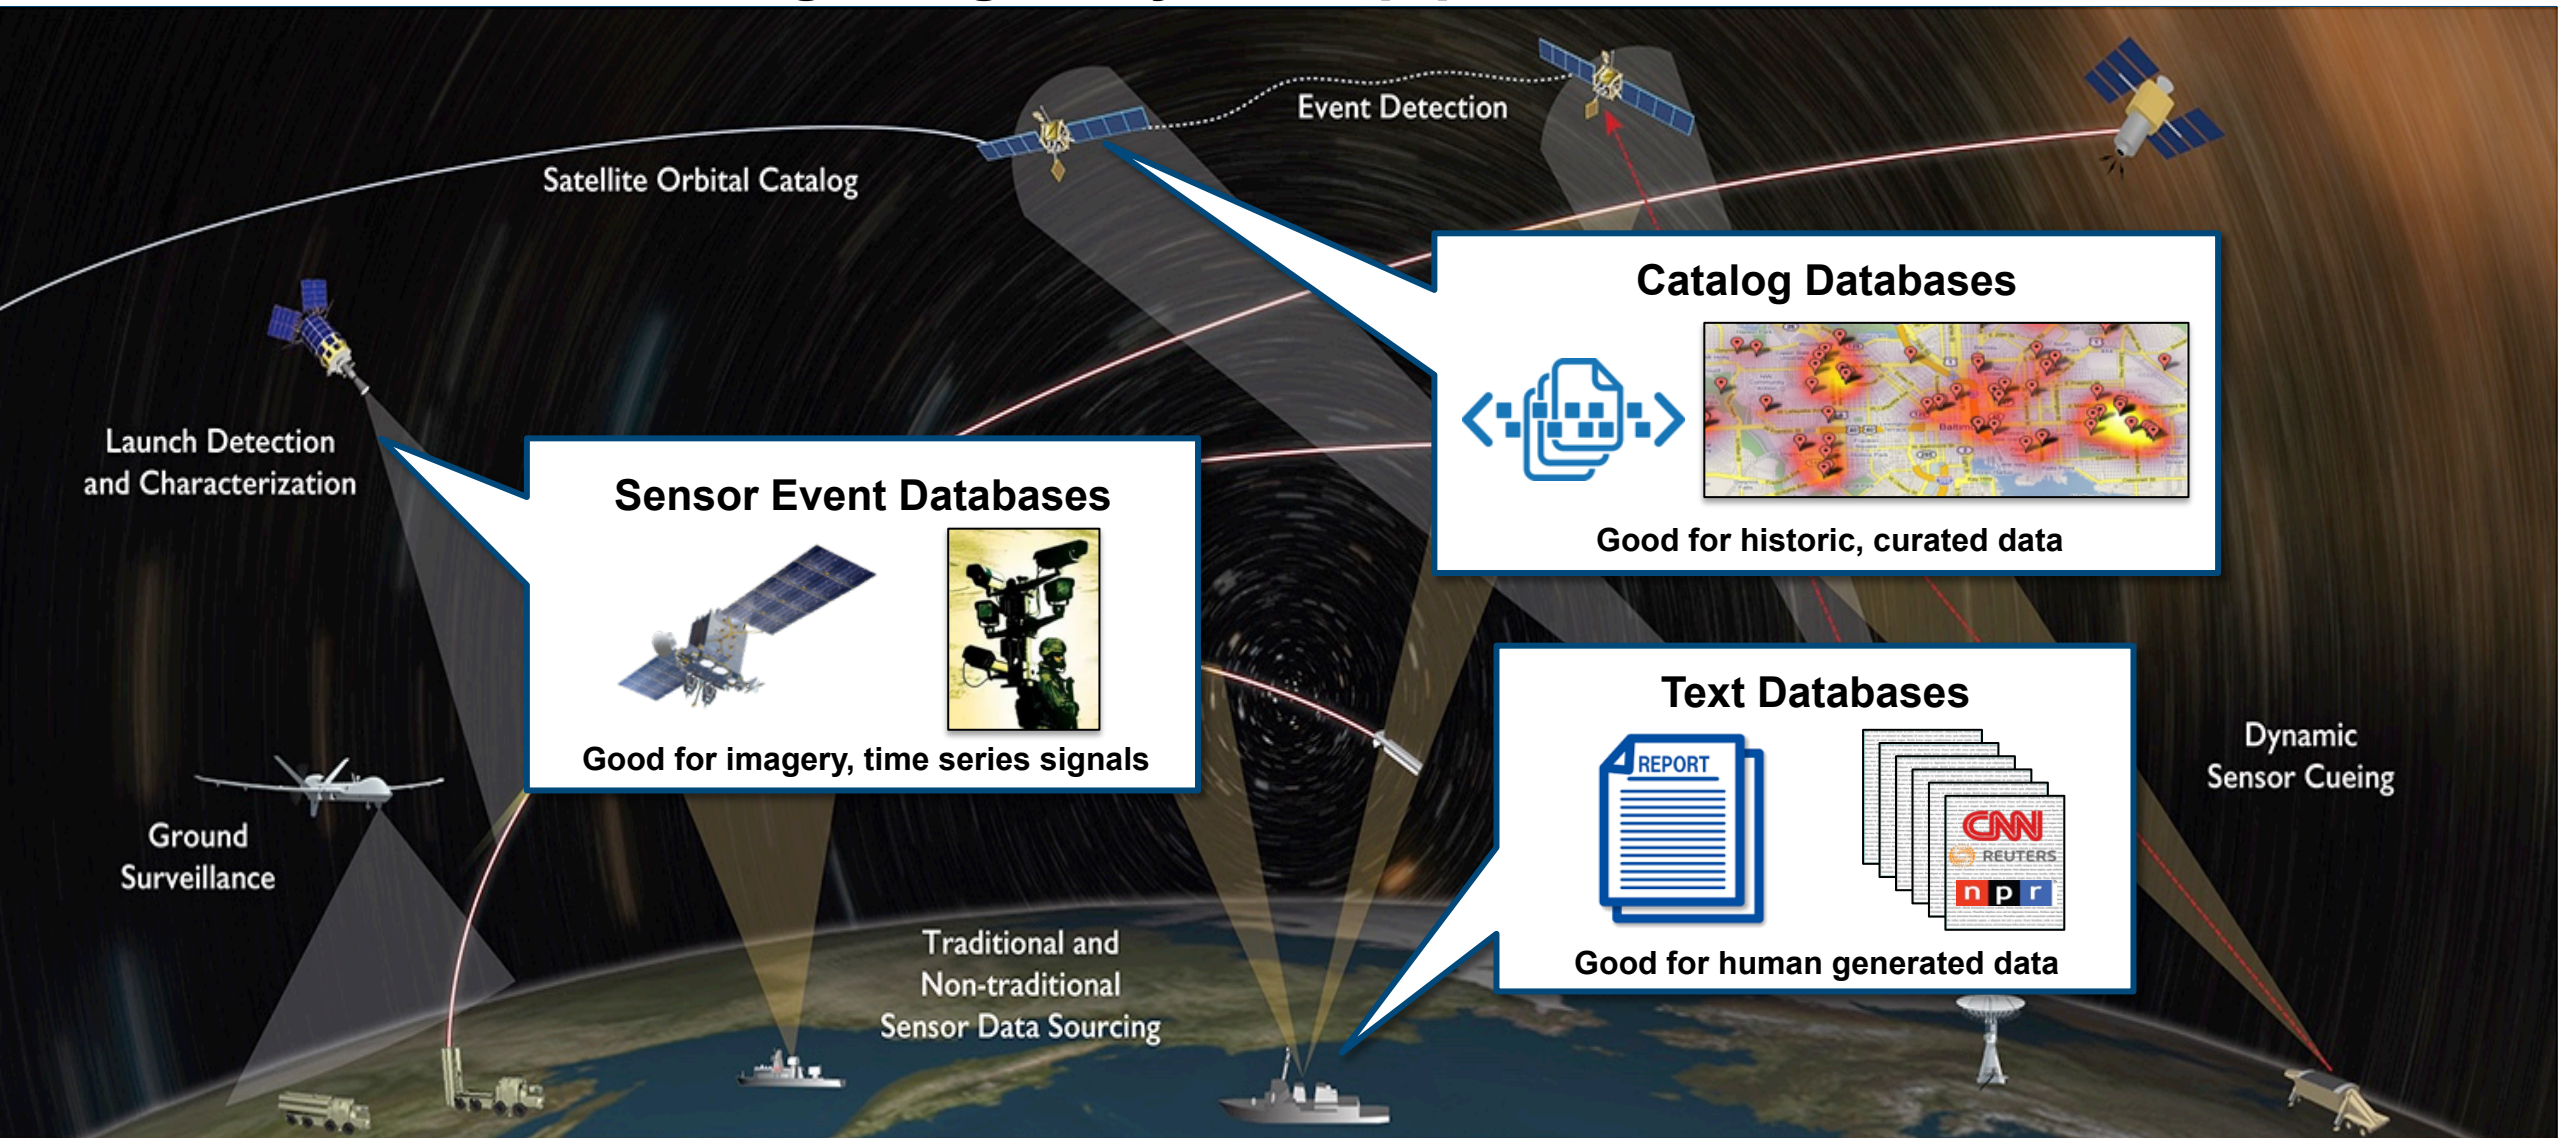 Event Detection
Satellite Orbital Catalog
Catalog Databases
Good for historic, curated data
Launch Detection
and Characterization
Sensor Event Databases
Good for imagery, time series signals
Text Databases
REPORT
CNN
REUTERS
npr
Good for human generated data
Dynamic
Sensor Cueing
Ground
Surveillance
Traditional and
Non-traditional
Sensor Data Sourcing